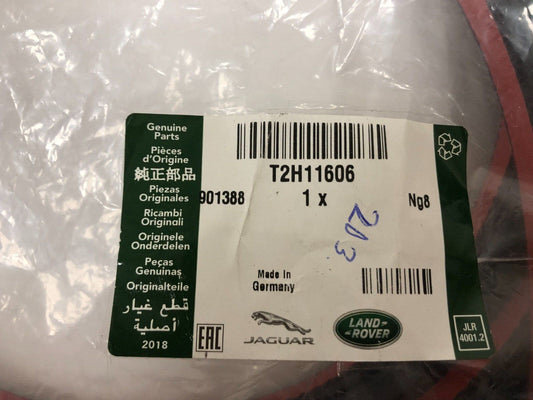 Genuine
Parts
Pièces
d'Origine
純正部品
Piezas
Originales
Ricambi
Originali
Originele
Onderdelen
Peças
Genuínas
Originalteile
قطع غيار
أصلية
2018
T2H11606
901388
1 x
Ng8
203
Made In
Germany
EAC
JAGUAR
LAND-
ROVER
JLR
4001.2